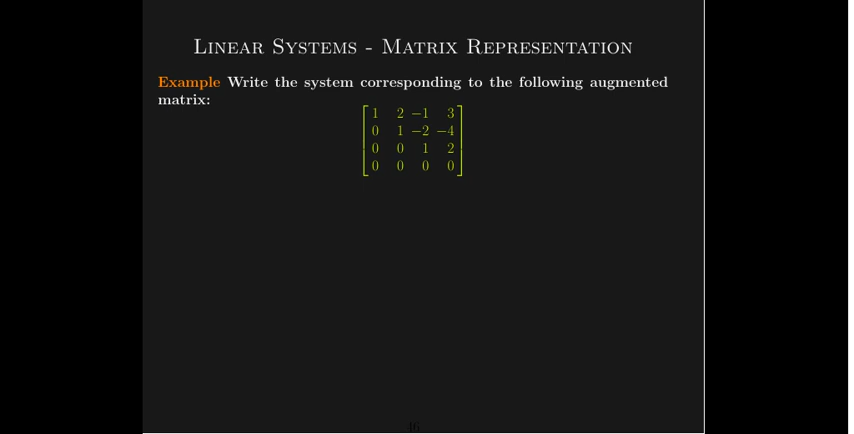 Linear Systems - Matrix Representation
Example Write the system corresponding to the following augmented
matrix:
1 2 −1 3
0 1 −2 −4
0 0 1 2
0 0 0 0
16